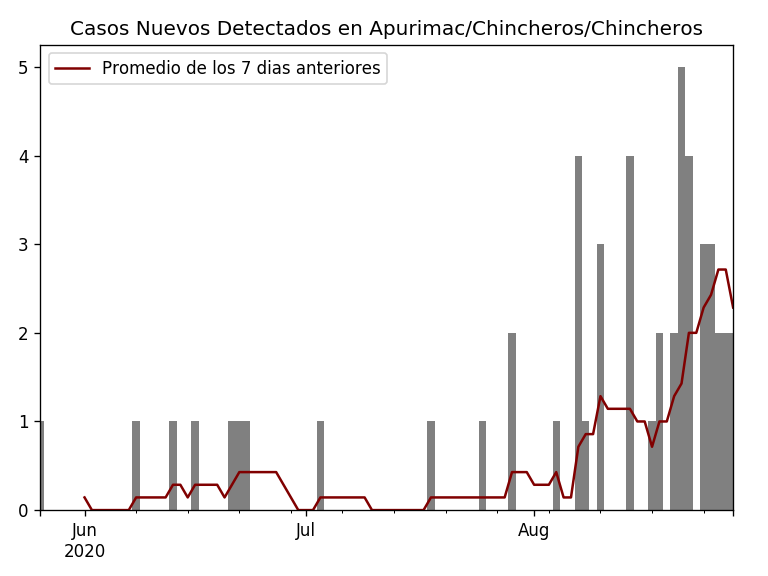 Casos Nuevos Detectados en Apurimac/Chincheros/Chincheros
Promedio de los 7 dias anteriores
5
4
3
2
1
0
Jun
2020
Jul
Aug